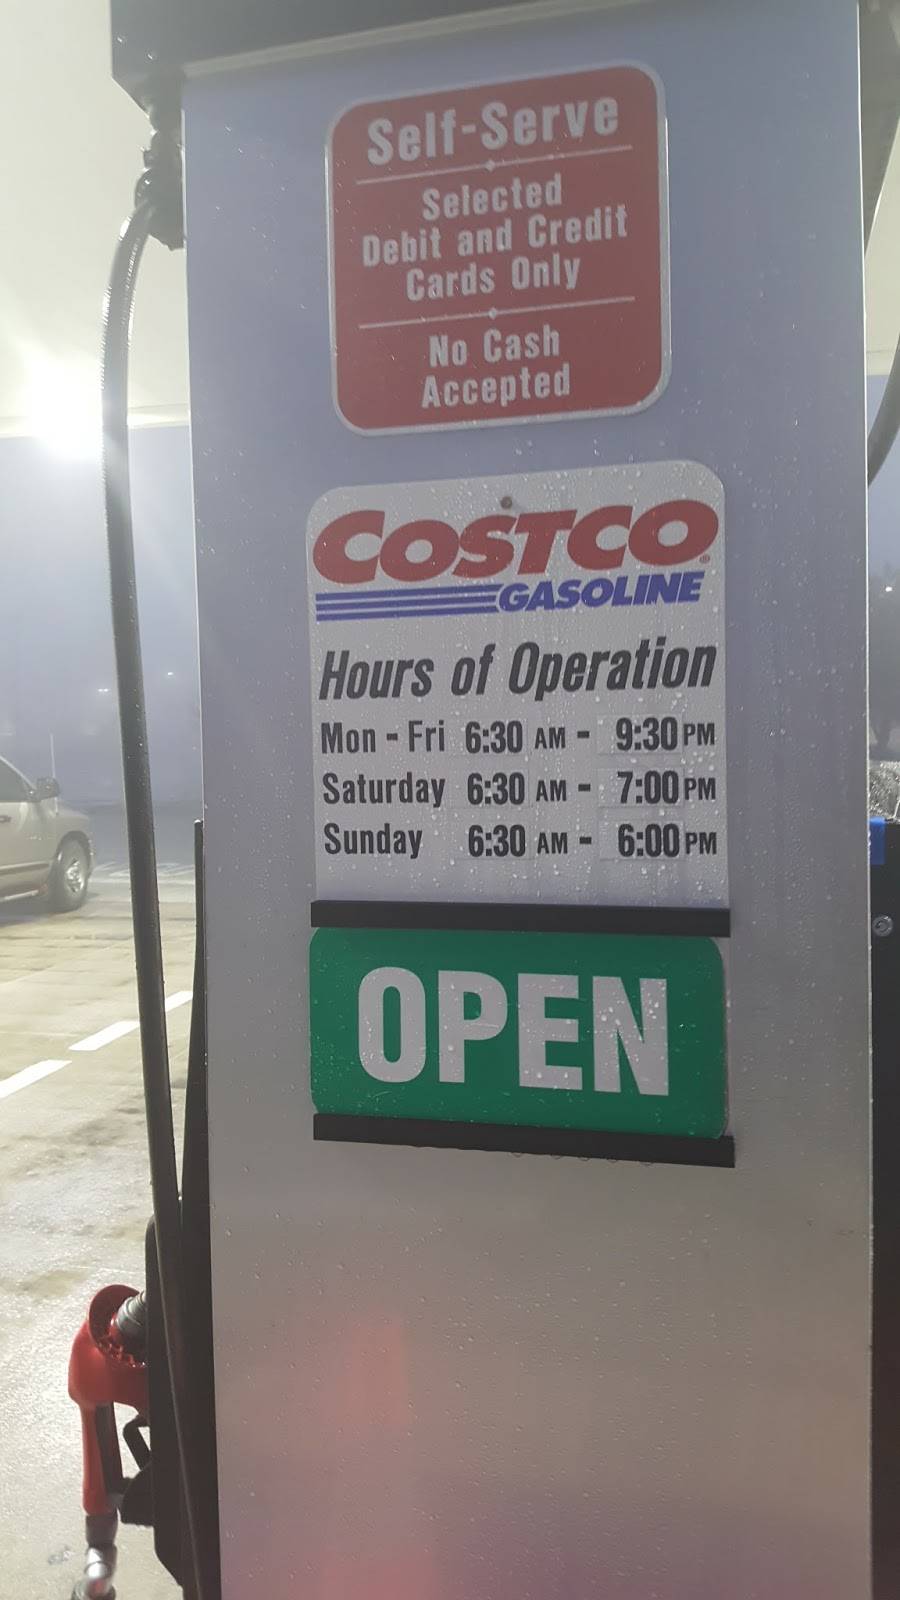 Self-Serve
Selected
Debit and Credit
Cards Only
No Cash
Accepted
COSTCO®
GASOLINE
Hours of Operation
Mon - Fri 6:30 AM - 9:30 PM
Saturday 6:30 AM - 7:00 PM
Sunday 6:30 AM - 6:00 PM
OPEN